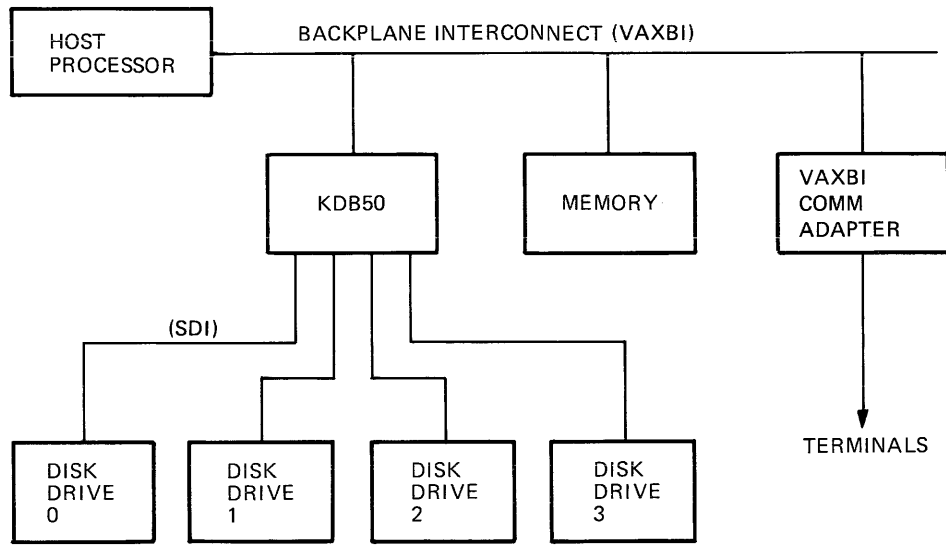 HOST
PROCESSOR
BACKPLANE INTERCONNECT (VAXBI)
KDB50
MEMORY
VAXBI
COMM
ADAPTER
(SDI)
DISK
DRIVE
0
DISK
DRIVE
1
DISK
DRIVE
2
DISK
DRIVE
3
TERMINALS